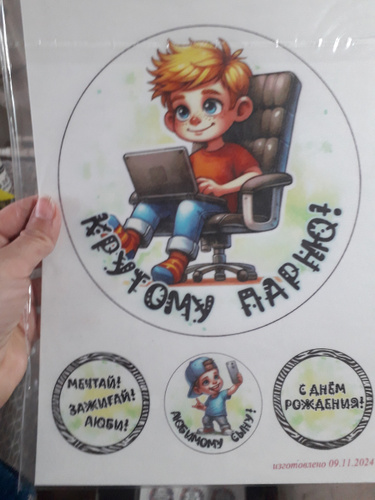 КРУТОМУ ПАРНЮ!
МЕЧТАЙ!
ЗАЖИГАЙ!
ЛЮБИ!
ЛЮБИМОМУ СЫНУ!
С ДНЁМ
РОЖДЕНИЯ!
изготовлено 09.11.2024